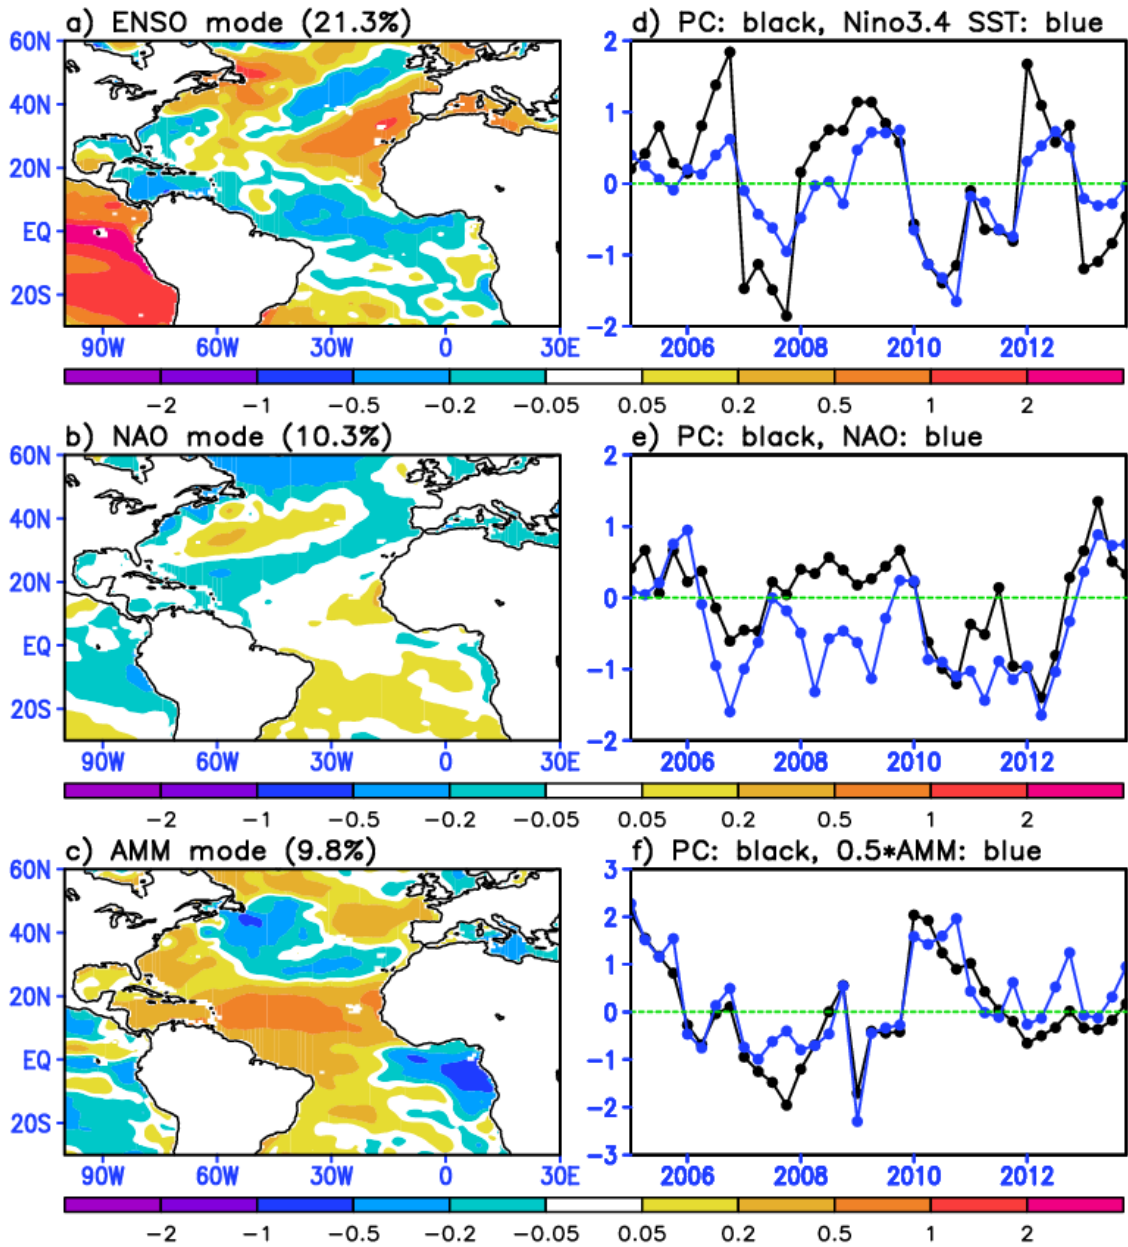 a) ENSO mode (21.3%)
60N
40N
20N
EQ
20S
90W 60W 30W 0 30E
d) PC: black, Nino3.4 SST: blue
2
1
0
−1
−2
2006 2008 2010 2012
−2 −1 −0.5 −0.2 −0.05 0.05 0.2 0.5 1 2
b) NAO mode (10.3%)
60N
40N
20N
EQ
20S
90W 60W 30W 0 30E
e) PC: black, NAO: blue
2
1
0
−1
−2
2006 2008 2010 2012
−2 −1 −0.5 −0.2 −0.05 0.05 0.2 0.5 1 2
c) AMM mode (9.8%)
60N
40N
20N
EQ
20S
90W 60W 30W 0 30E
f) PC: black, 0.5*AMM: blue
3
2
1
0
−1
−2
−3
2006 2008 2010 2012
−2 −1 −0.5 −0.2 −0.05 0.05 0.2 0.5 1 2